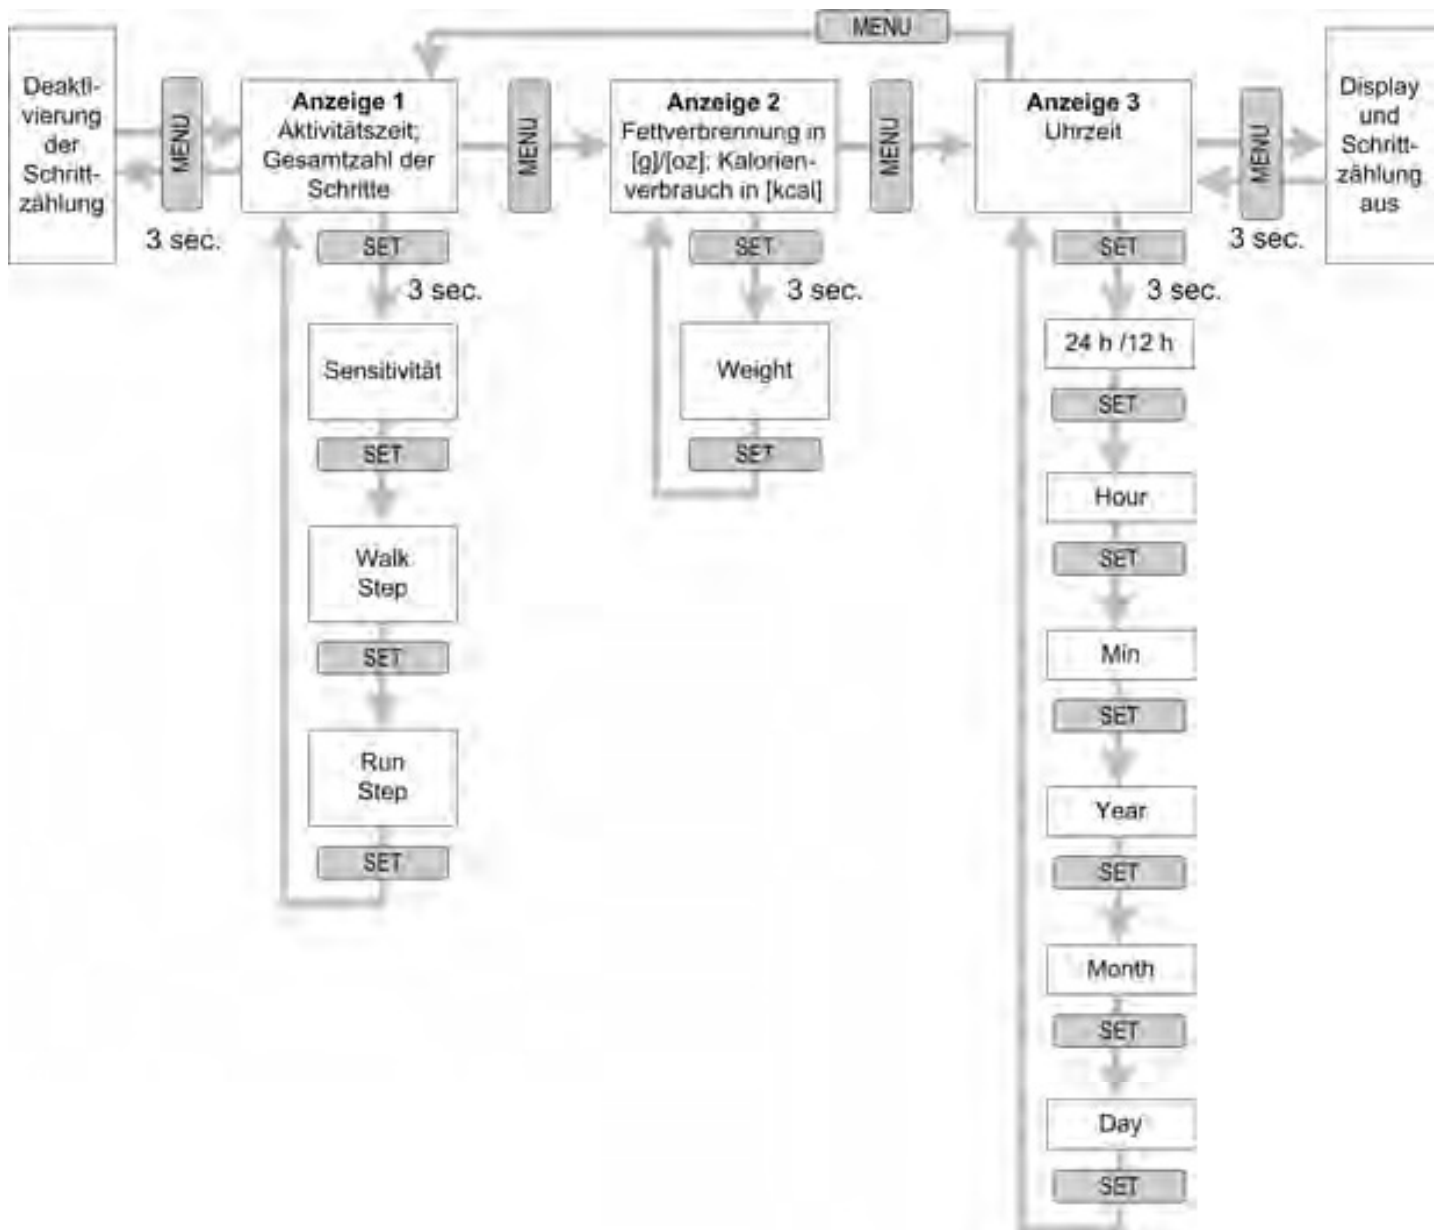 MENU
Deakti-
vierung
der
Schritt-
zählung
MENU
3 sec.
Anzeige 1
Aktivitätszeit;
Gesamtzahl der
Schritte
MENU
Anzeige 2
Fettverbrennung in
[g]/[oz]; Kalorien-
verbrauch in [kcal]
MENU
Anzeige 3
Uhrzeit
MENU
3 sec.
Display
und
Schritt-
zählung
aus
SET
3 sec.
Sensitivität
SET
Walk
Step
SET
Run
Step
SET
SET
3 sec.
Weight
SET
SET
3 sec.
24 h /12 h
SET
Hour
SET
Min
SET
Year
SET
Month
SET
Day
SET